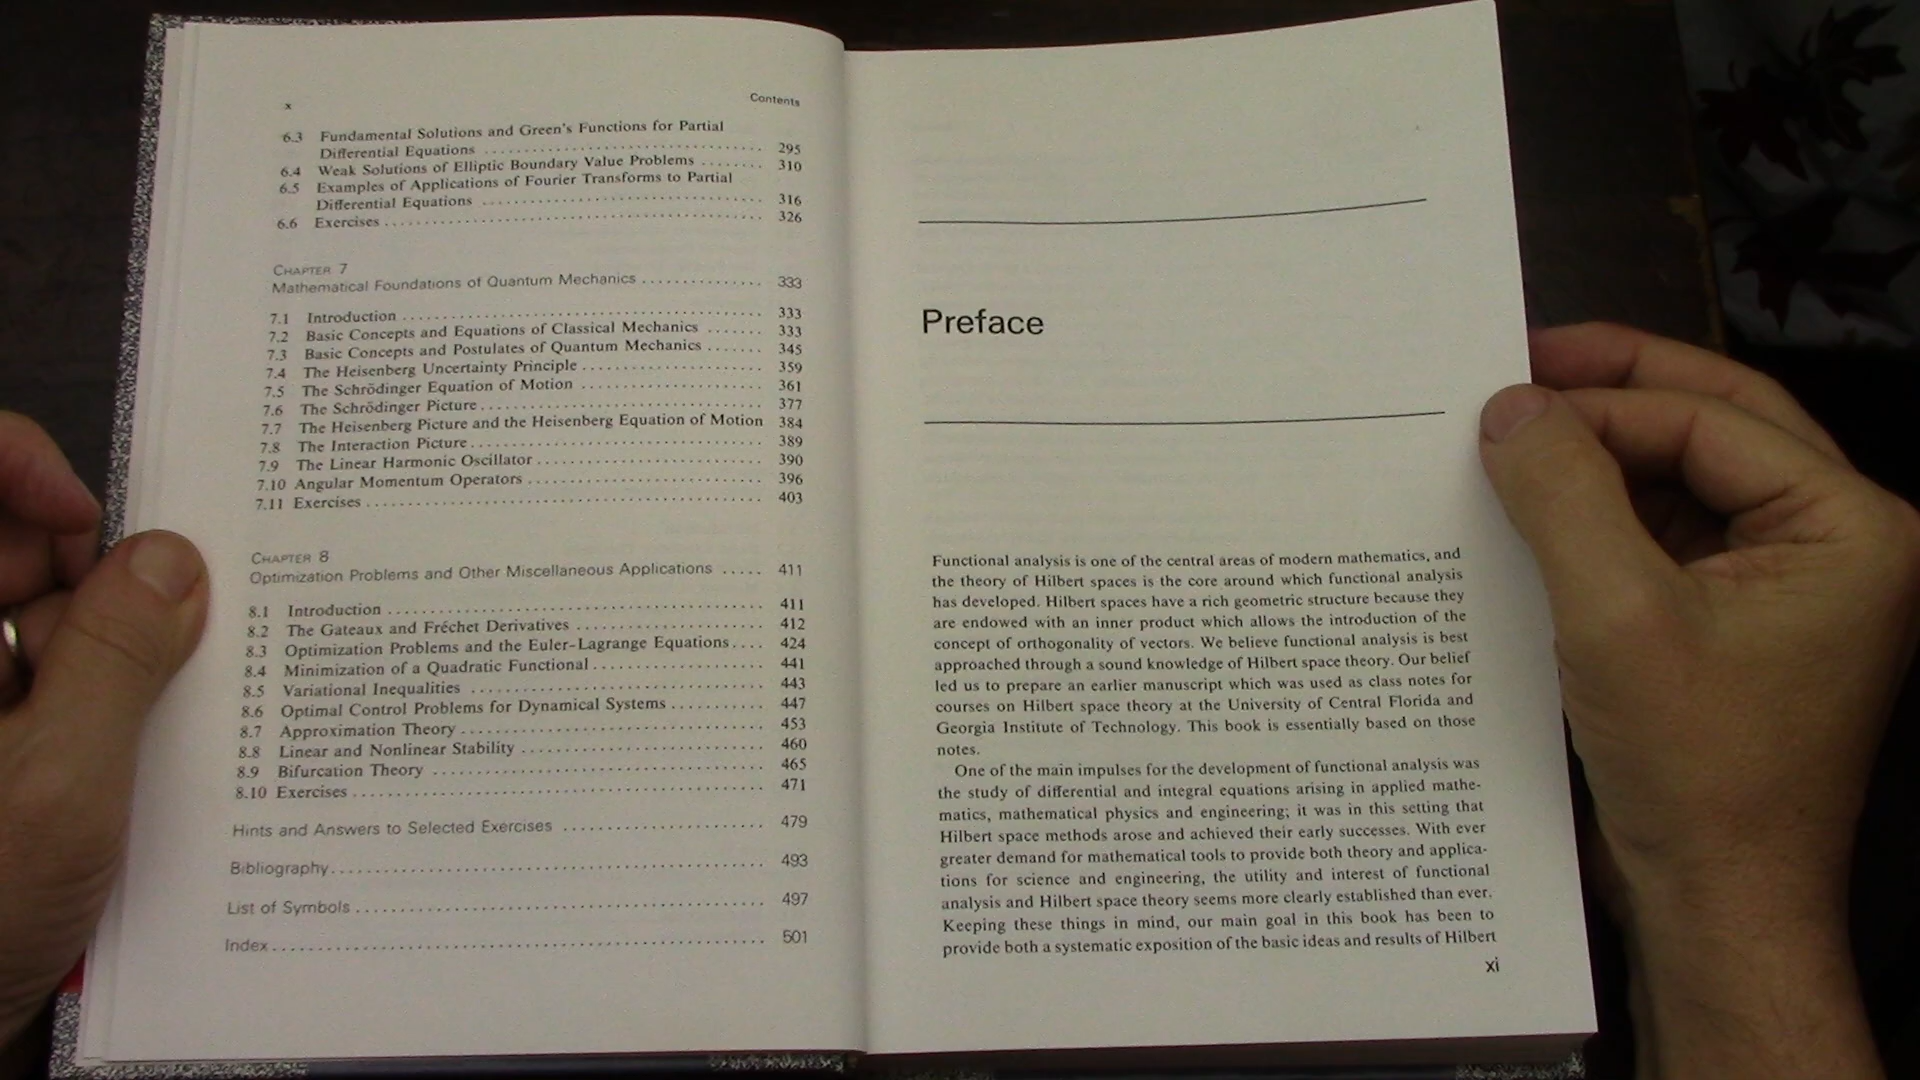 x Contents
6.3 Fundamental Solutions and Green's Functions for Partial
Differential Equations ........ 295
6.4 Weak Solutions of Elliptic Boundary Value Problems ........ 310
6.5 Examples of Applications of Fourier Transforms to Partial
Differential Equations ........ 316
6.6 Exercises ........ 326
CHAPTER 7
Mathematical Foundations of Quantum Mechanics ........ 333
7.1 Introduction ........ 333
7.2 Basic Concepts and Equations of Classical Mechanics ....... 333
7.3 Basic Concepts and Postulates of Quantum Mechanics ....... 345
7.4 The Heisenberg Uncertainty Principle ........ 359
7.5 The Schrödinger Equation of Motion ........ 361
7.6 The Schrödinger Picture ........ 377
7.7 The Heisenberg Picture and the Heisenberg Equation of Motion 384
7.8 The Interaction Picture ........ 389
7.9 The Linear Harmonic Oscillator ........ 390
7.10 Angular Momentum Operators ........ 396
7.11 Exercises ........ 403
CHAPTER 8
Optimization Problems and Other Miscellaneous Applications ..... 411
8.1 Introduction ........ 411
8.2 The Gateaux and Fréchet Derivatives ........ 412
8.3 Optimization Problems and the Euler-Lagrange Equations .... 424
8.4 Minimization of a Quadratic Functional ........ 441
8.5 Variational Inequalities ........ 443
8.6 Optimal Control Problems for Dynamical Systems ........ 447
8.7 Approximation Theory ........ 453
8.8 Linear and Nonlinear Stability ........ 460
8.9 Bifurcation Theory ........ 465
8.10 Exercises ........ 471
Hints and Answers to Selected Exercises ........ 479
Bibliography ........ 493
List of Symbols ........ 497
Index ........ 501
Preface
Functional analysis is one of the central areas of modern mathematics, and
the theory of Hilbert spaces is the core around which functional analysis
has developed. Hilbert spaces have a rich geometric structure because they
are endowed with an inner product which allows the introduction of the
concept of orthogonality of vectors. We believe functional analysis is best
approached through a sound knowledge of Hilbert space theory. Our belief
led us to prepare an earlier manuscript which was used as class notes for
courses on Hilbert space theory at the University of Central Florida and
Georgia Institute of Technology. This book is essentially based on those
notes.
One of the main impulses for the development of functional analysis was
the study of differential and integral equations arising in applied mathe-
matics, mathematical physics and engineering; it was in this setting that
Hilbert space methods arose and achieved their early successes. With ever
greater demand for mathematical tools to provide both theory and applica-
tions for science and engineering, the utility and interest of functional
analysis and Hilbert space theory seems more clearly established than ever.
Keeping these things in mind, our main goal in this book has been to
provide both a systematic exposition of the basic ideas and results of Hilbert
xi